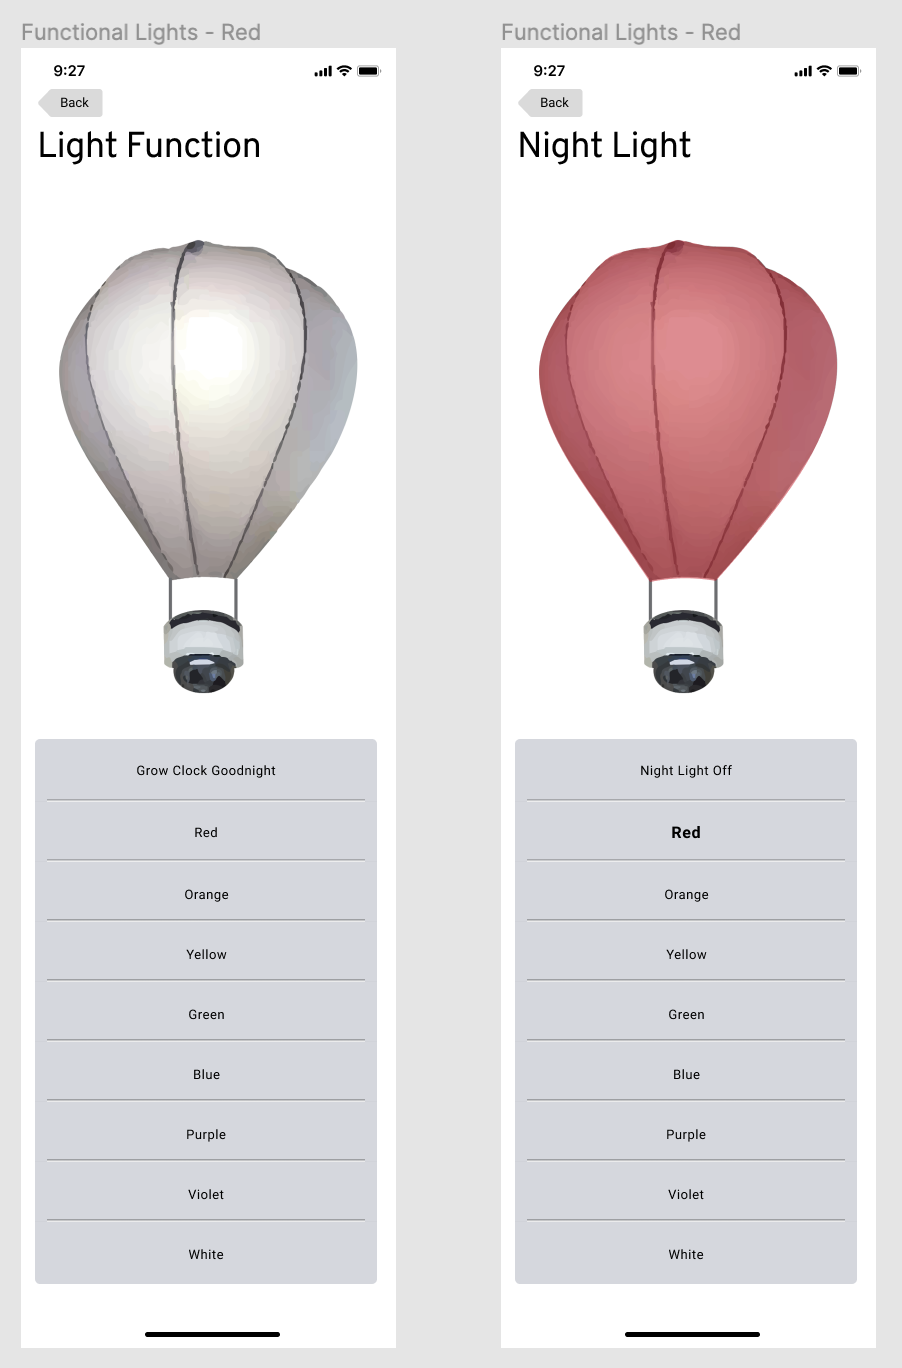 Functional Lights - Red
9:27
Back
Light Function
Grow Clock Goodnight
Red
Orange
Yellow
Green
Blue
Purple
Violet
White
Functional Lights - Red
9:27
Back
Night Light
Night Light Off
Red
Orange
Yellow
Green
Blue
Purple
Violet
White